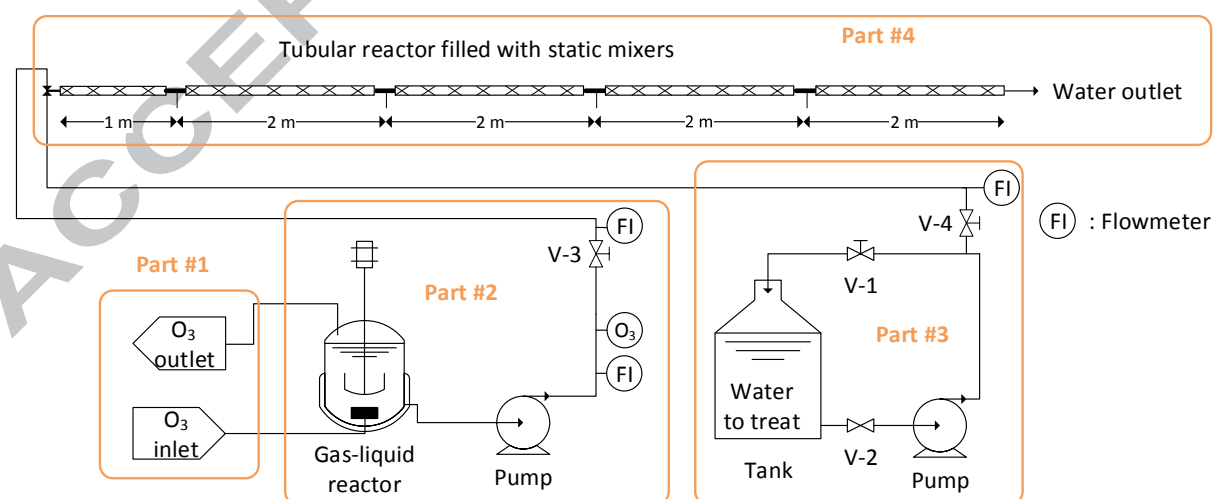 Part #4
Tubular reactor filled with static mixers
Water outlet
1 m
2 m
2 m
2 m
2 m
FI
FI : Flowmeter
V-4
FI
V-3
V-1
Part #1
Part #2
Part #3
O₃
outlet
O₃
FI
O₃
inlet
Water
to treat
Gas-liquid
reactor
Pump
Tank
V-2
Pump
ACCEP